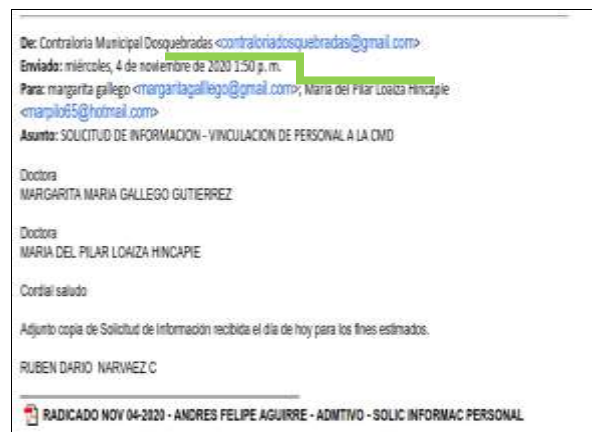 De: Contraloria Municipal Dosquebradas <contraloriadosquebradas@gmail.com>
Enviado: miércoles, 4 de noviembre de 2020 1:50 p. m.
Para: margarita gallego <margaritagalllego@gmail.com>; Maria del Pilar Loaiza Hincapie
<marpilo65@hotmail.com>
Asunto: SOLICITUD DE INFORMACION - VINCULACION DE PERSONAL A LA CMD
Doctora
MARGARITA MARIA GALLEGO GUTIERREZ
Doctora
MARIA DEL PILAR LOAIZA HINCAPIE
Cordial saludo
Adjunto copia de Solicitud de Información recibida el día de hoy para los fines estimados.
RUBEN DARIO NARVAEZ C
RADICADO NOV 04-2020 - ANDRES FELIPE AGUIRRE - ADMTIVO - SOLIC INFORMAC PERSONAL